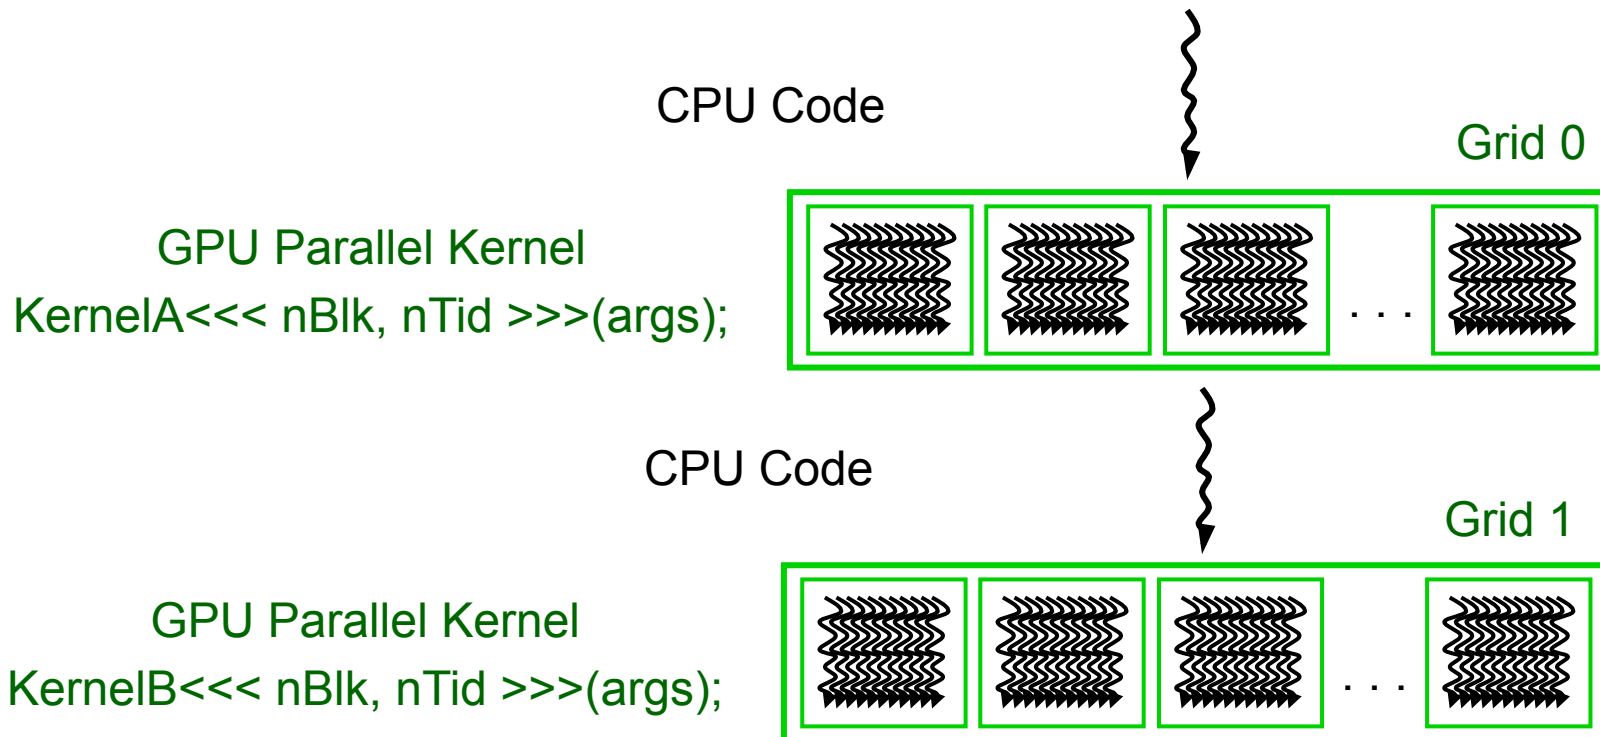 CPU Code
Grid 0
GPU Parallel Kernel
KernelA<<< nBlk, nTid >>>(args);
. . .
CPU Code
Grid 1
GPU Parallel Kernel
KernelB<<< nBlk, nTid >>>(args);
. . .